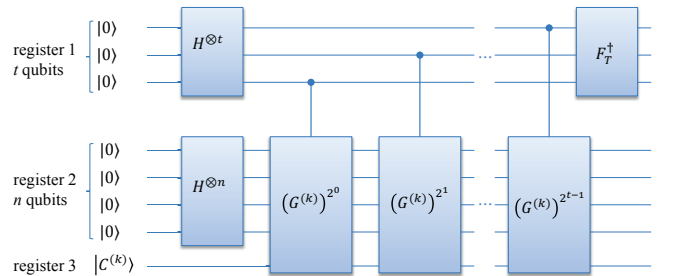 register 1
t qubits
|0⟩
|0⟩
|0⟩
H^{⊗t}
...
F_T^†
register 2
n qubits
|0⟩
|0⟩
|0⟩
|0⟩
H^{⊗n}
(G^{(k)})^{2^0}
(G^{(k)})^{2^1}
...
(G^{(k)})^{2^{t−1}}
register 3
|C^{(k)}⟩